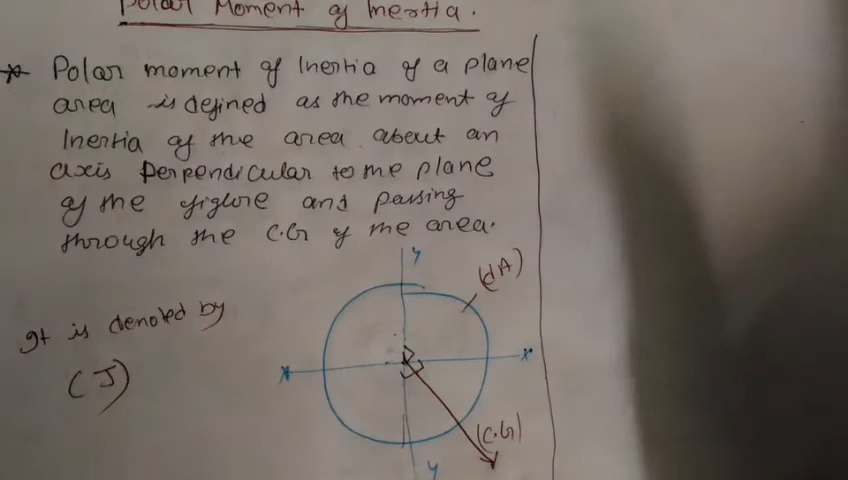 Polar Moment of Inertia.
* Polar moment of Inertia of a plane
area is defined as the moment of
Inertia of the area about an
axis perpendicular to the plane
of the figure and passing
through the C.G of the area.
It is denoted by
(J)
Y
(dA)
X
X
(C.G)
Y